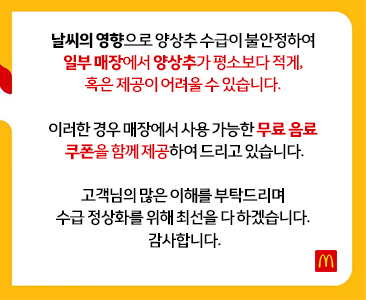 날씨의 영향으로 양상추 수급이 불안정하여
일부 매장에서 양상추가 평소보다 적게,
혹은 제공이 어려울 수 있습니다.
이러한 경우 매장에서 사용 가능한 무료 음료
쿠폰을 함께 제공하여 드리고 있습니다.
고객님의 많은 이해를 부탁드리며
수급 정상화를 위해 최선을 다 하겠습니다.
감사합니다.